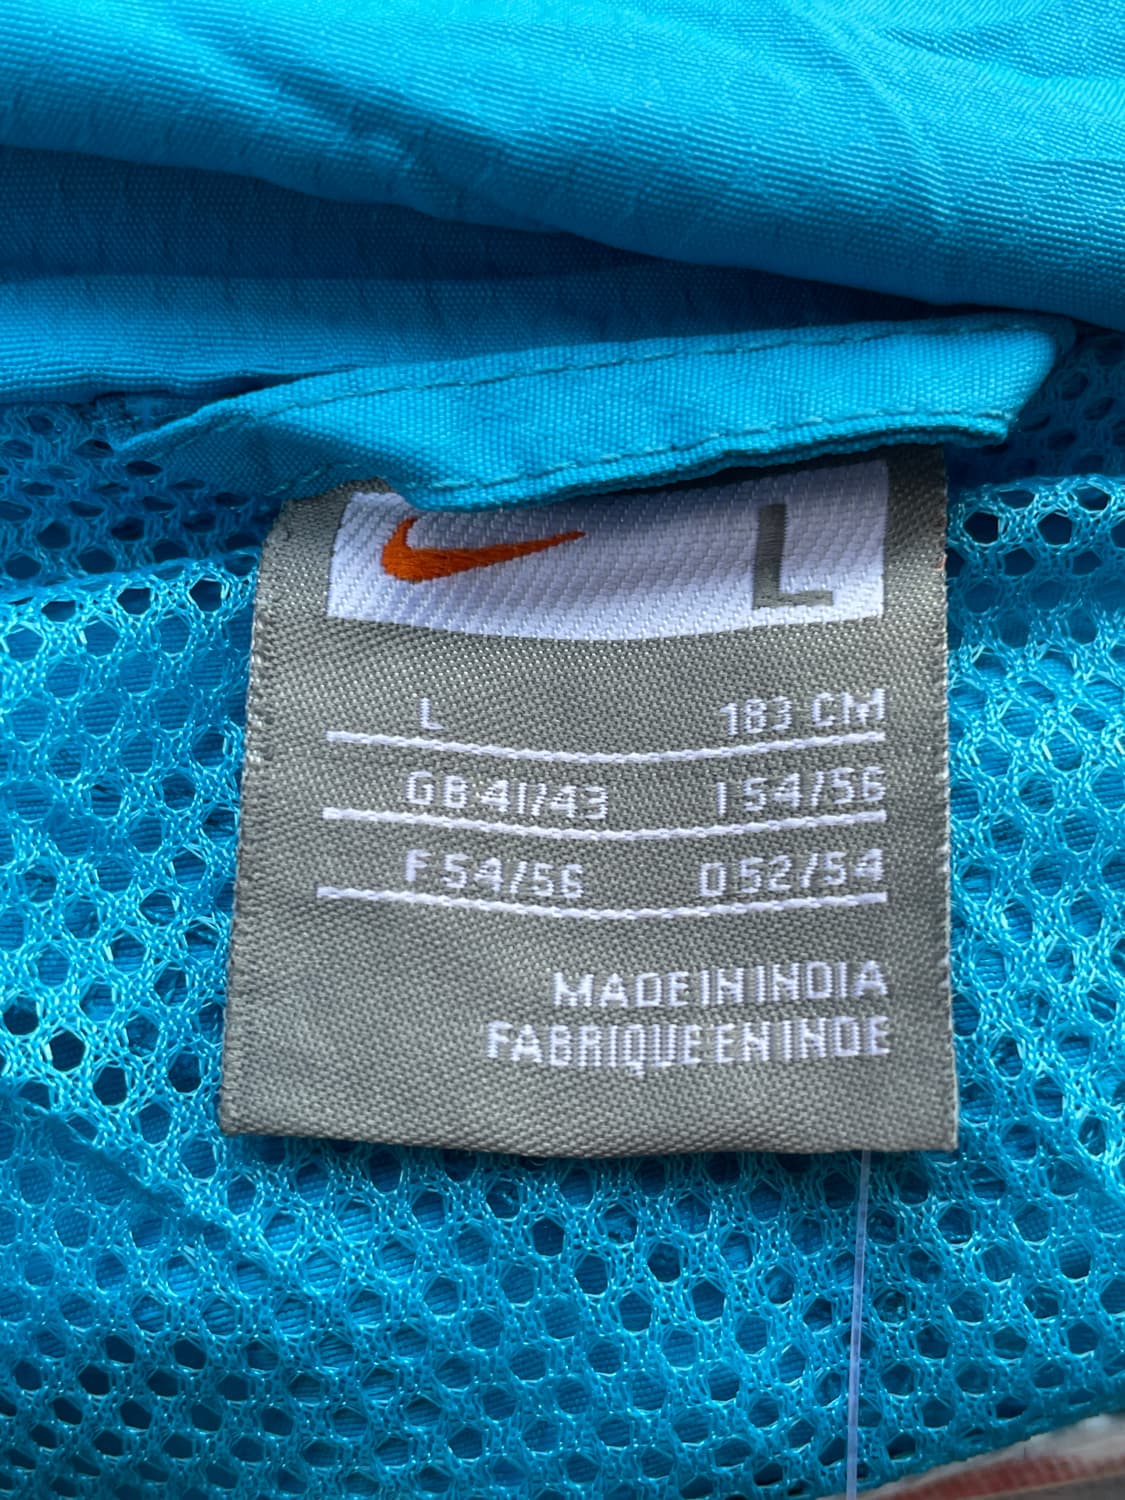 L
L 183 CM
GB 41/43 I 54/56
F 54/56 D 52/54
MADE IN INDIA
FABRIQUE EN INDE